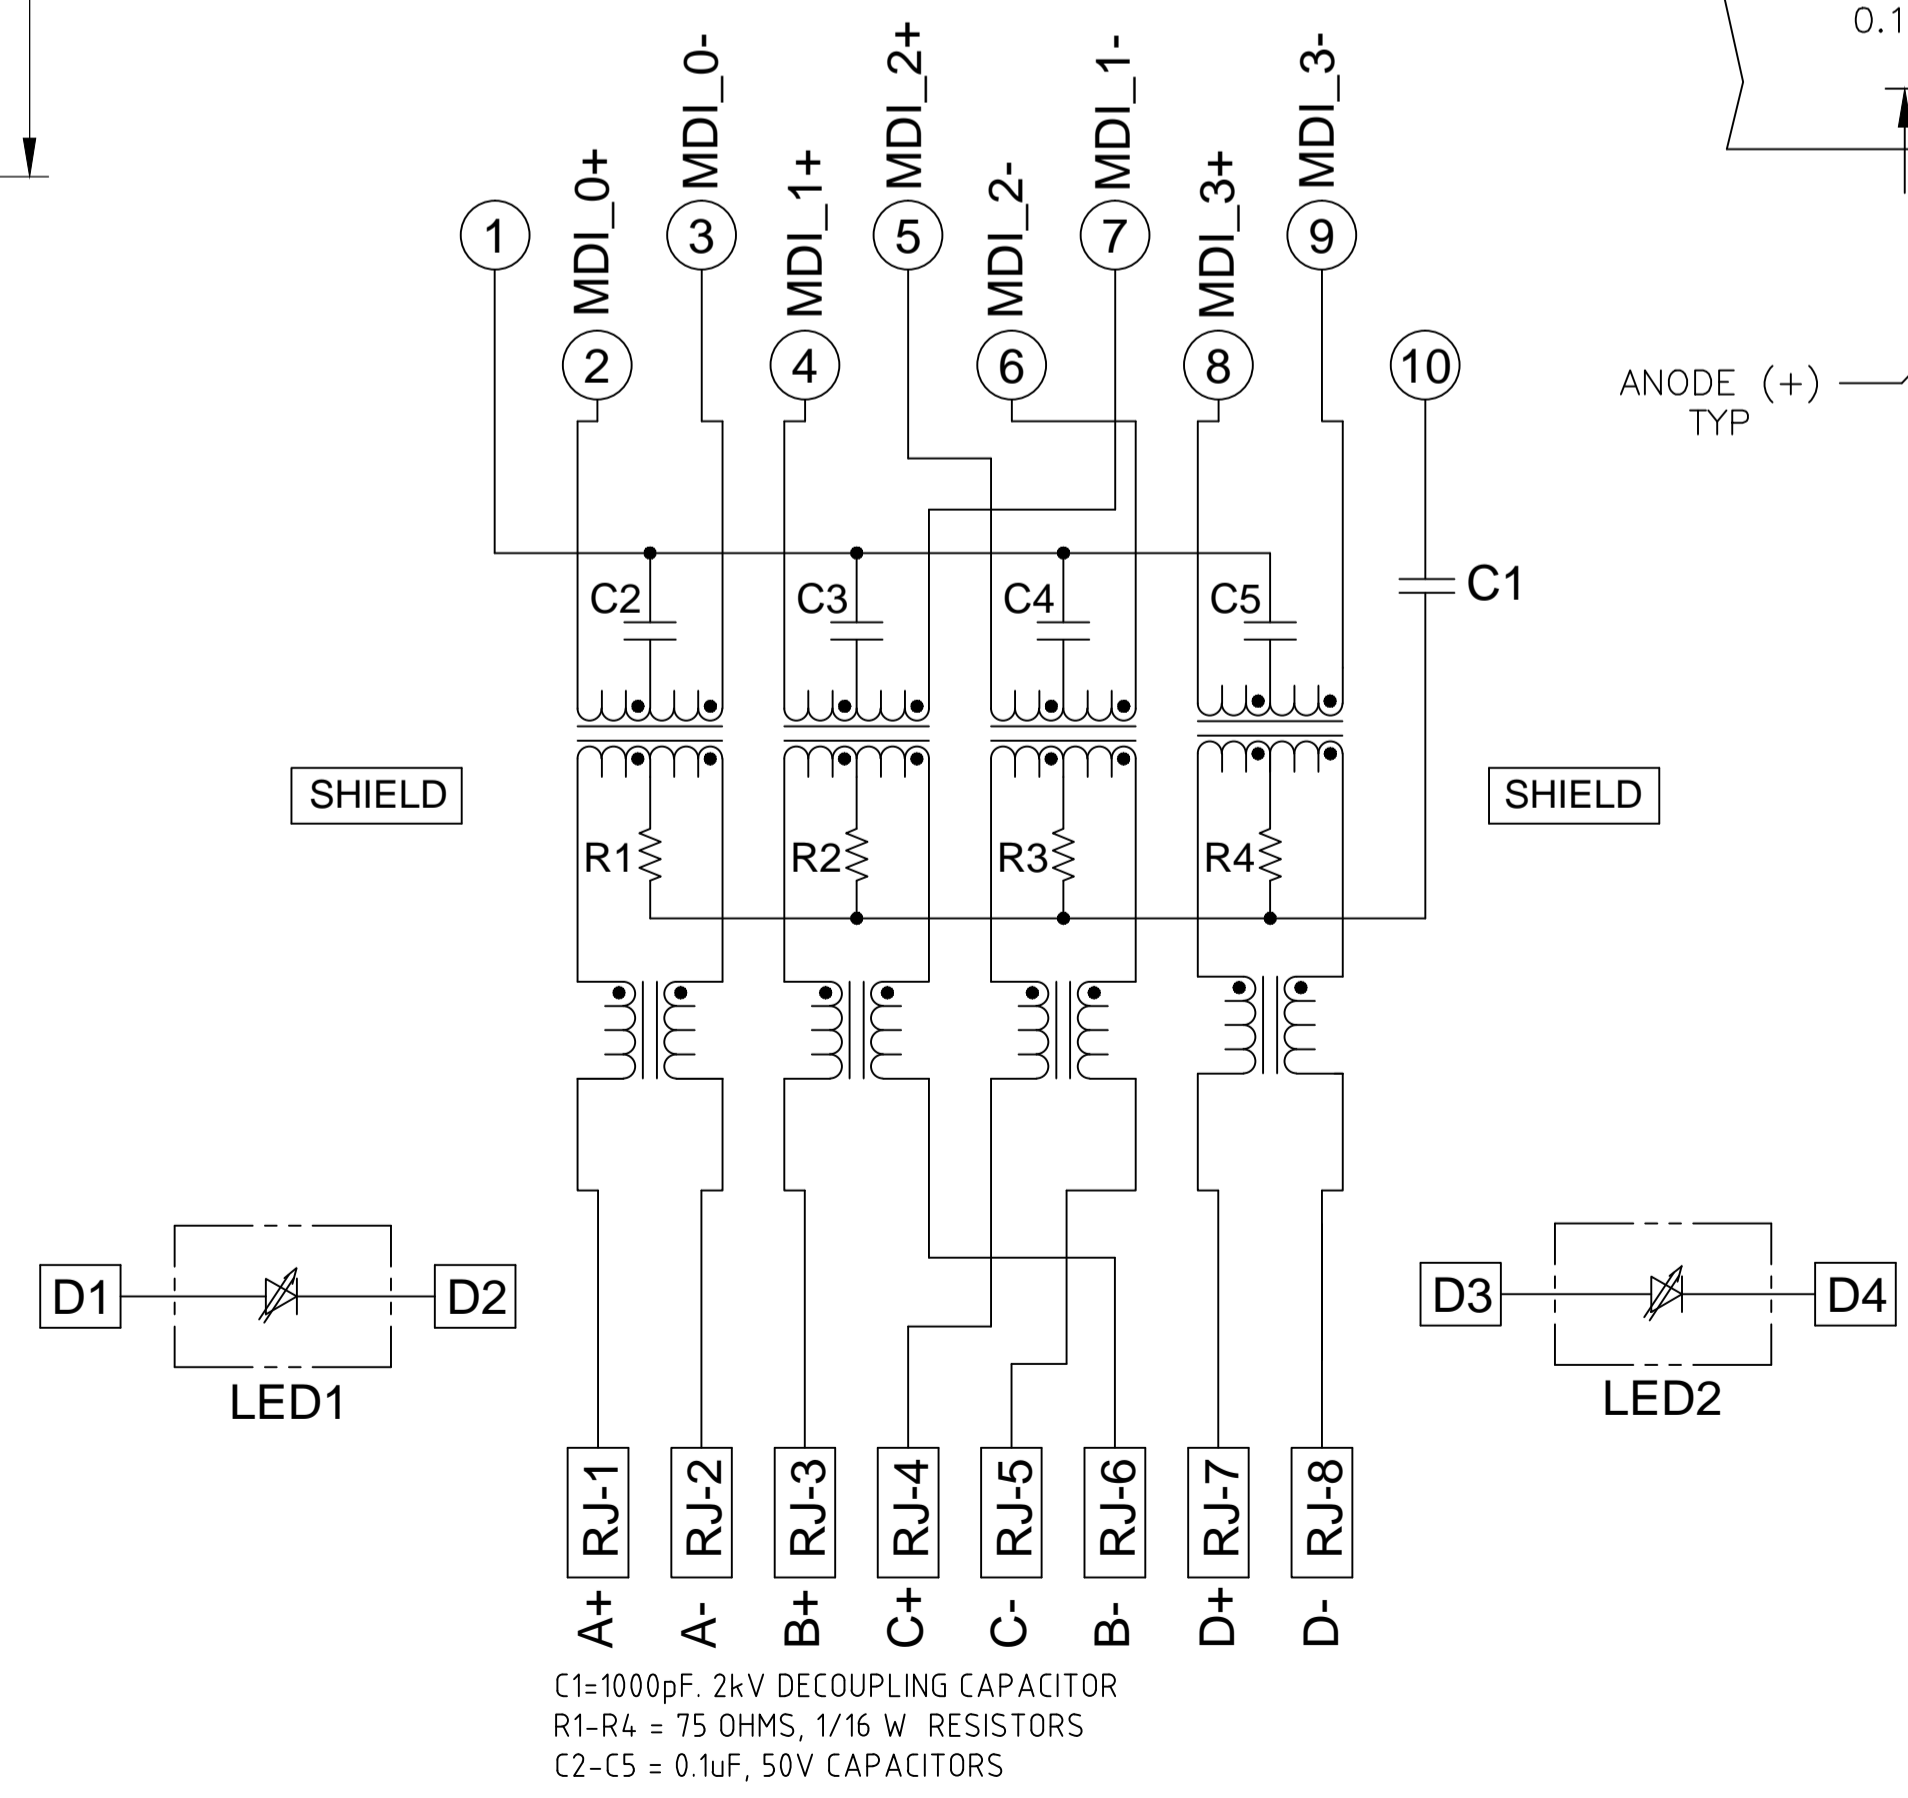 0.1
MDI_0-
MDI_2+
MDI_1-
MDI_3-
MDI_0+
MDI_1+
MDI_2-
MDI_3+
1
3
5
7
9
2
4
6
8
10
ANODE (+)
TYP
C2
C3
C4
C5
C1
SHIELD
SHIELD
R1
R2
R3
R4
D1
D2
LED1
D3
D4
LED2
RJ-1
RJ-2
RJ-3
RJ-4
RJ-5
RJ-6
RJ-7
RJ-8
A+
A-
B+
C+
C-
B-
D+
D-
C1=1000pF. 2kV DECOUPLING CAPACITOR
R1-R4 = 75 OHMS, 1/16 W RESISTORS
C2-C5 = 0.1uF, 50V CAPACITORS